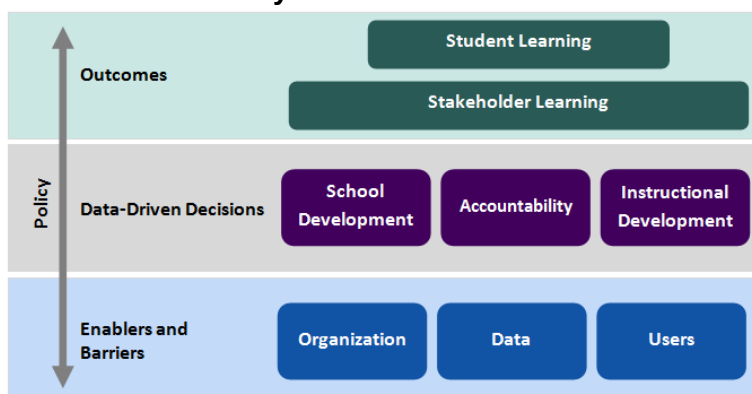 Student Learning
Outcomes
Stakeholder Learning
Policy
Data-Driven Decisions
School
Development
Accountability
Instructional
Development
Enablers and
Barriers
Organization
Data
Users